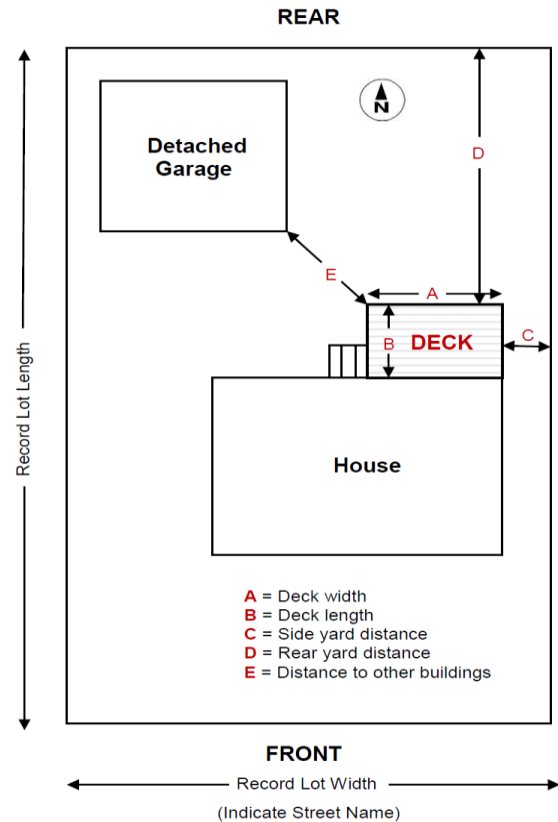 REAR
N
Detached
Garage
D
E
A
B
DECK
C
Record Lot Length
House
A = Deck width
B = Deck length
C = Side yard distance
D = Rear yard distance
E = Distance to other buildings
FRONT
Record Lot Width
(Indicate Street Name)